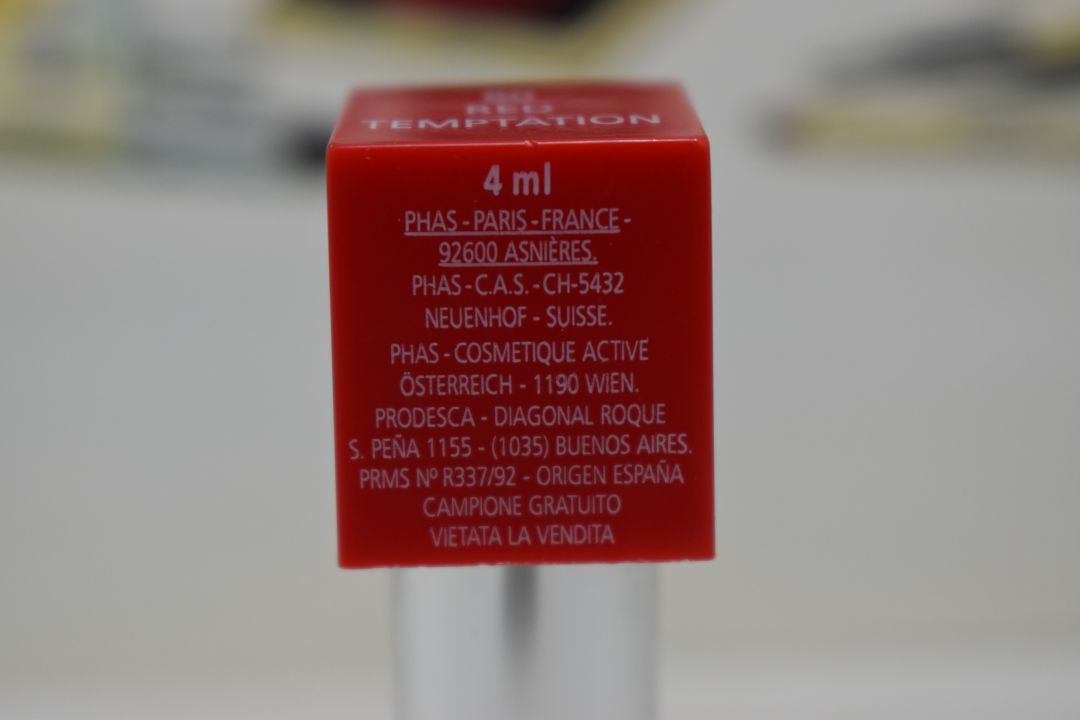 RED
TEMPTATION
4 ml
PHAS - PARIS - FRANCE -
92600 ASNIÈRES.
PHAS - C.A.S. - CH-5432
NEUENHOF - SUISSE.
PHAS - COSMETIQUE ACTIVE
ÖSTERREICH - 1190 WIEN.
PRODESCA - DIAGONAL ROQUE
S. PEÑA 1155 - (1035) BUENOS AIRES.
PRMS Nº R337/92 - ORIGEN ESPAÑA
CAMPIONE GRATUITO
VIETATA LA VENDITA